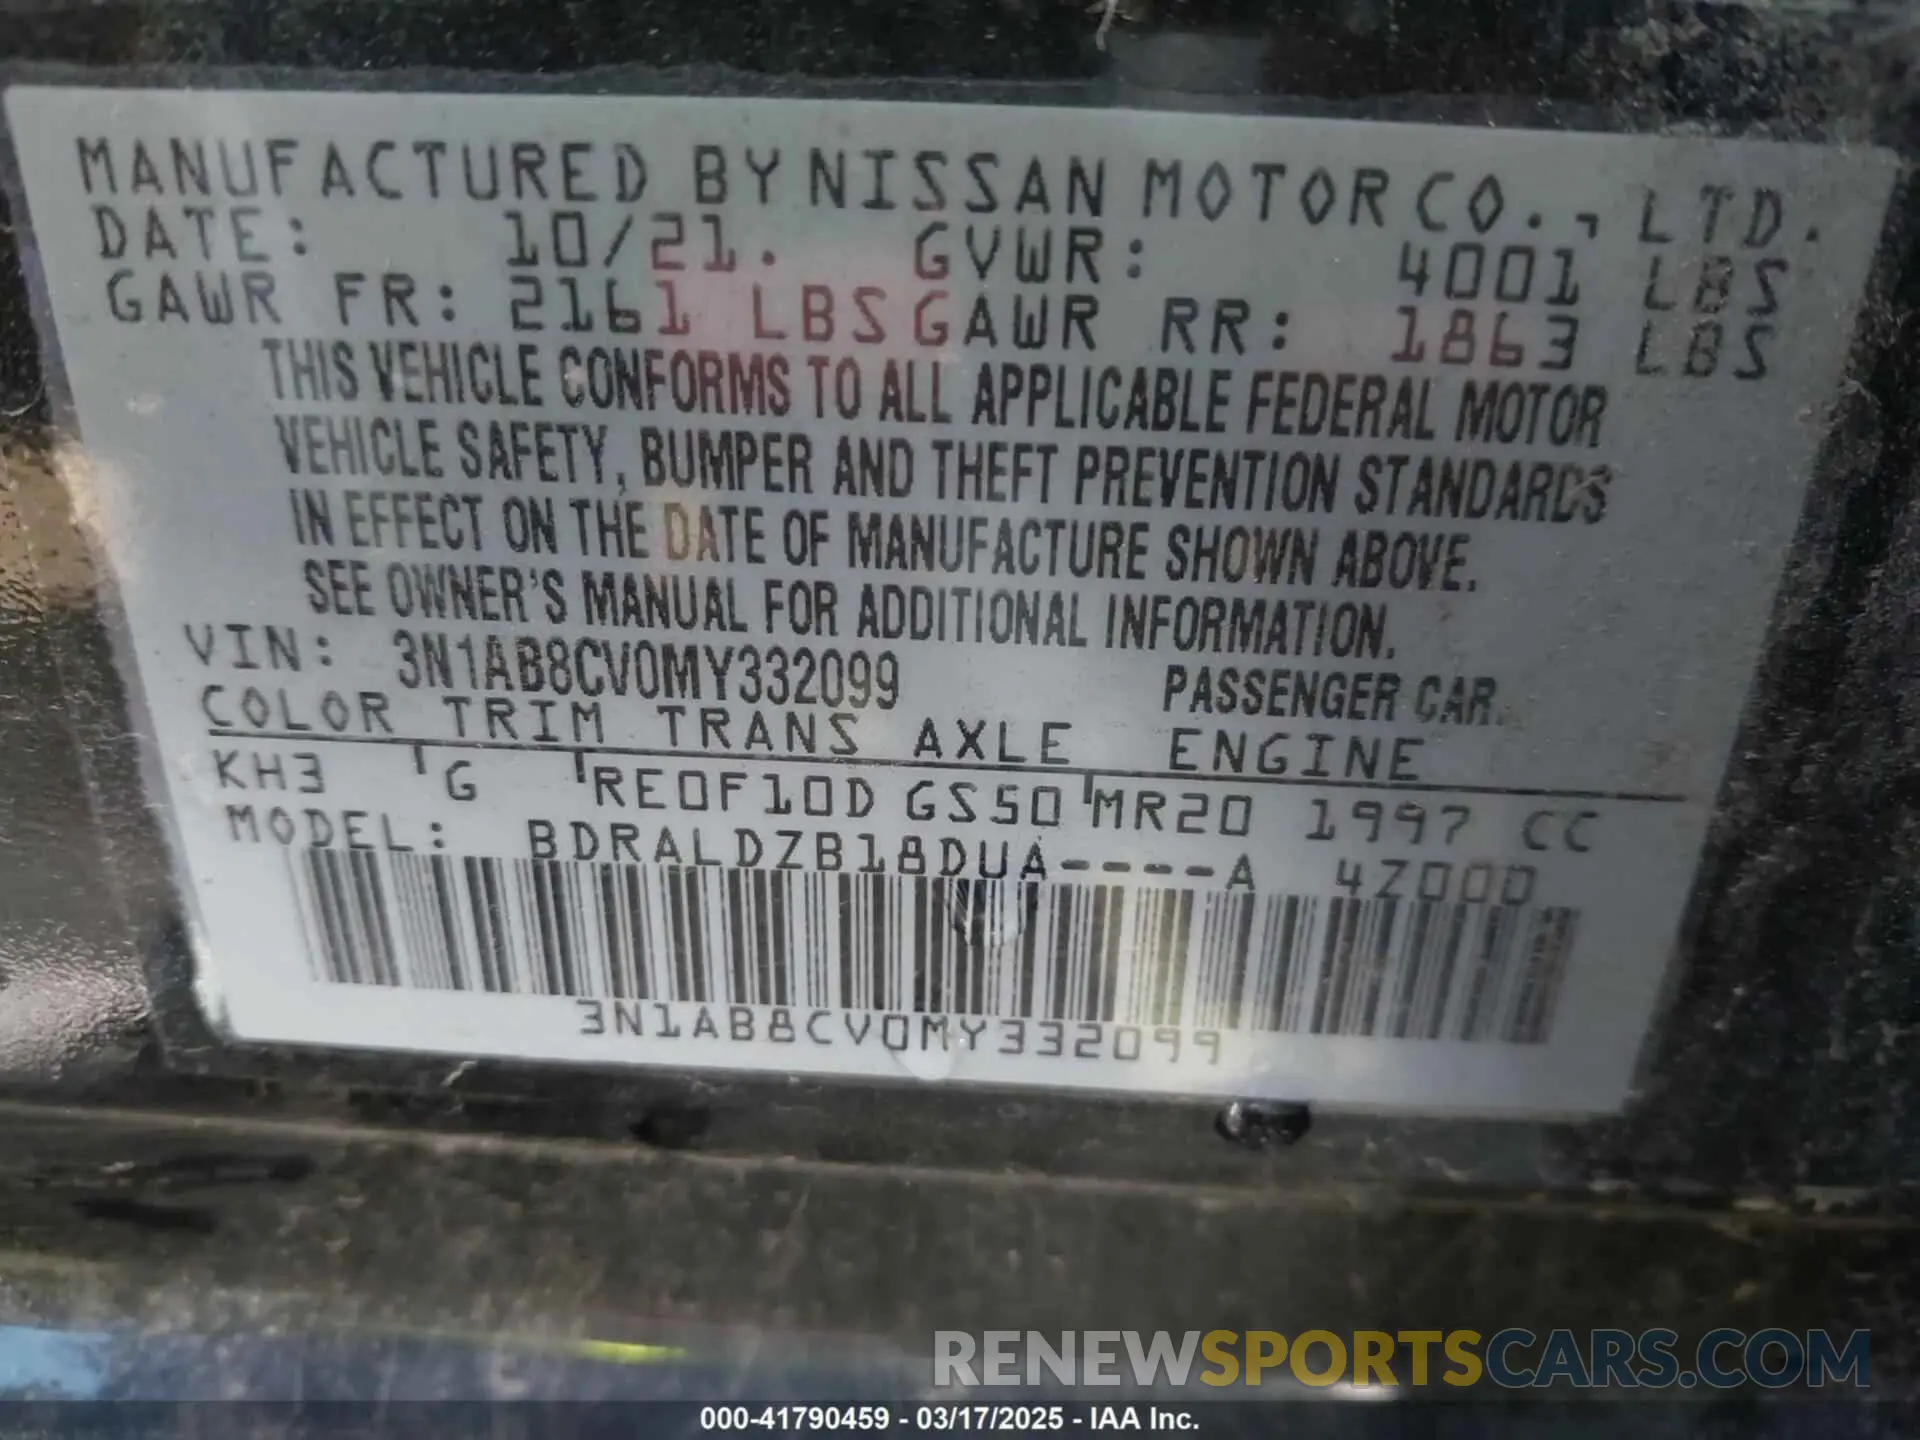 MANUFACTURED BY NISSAN MOTOR CO., LTD.
DATE: 10/21. GVWR: 4001 LBS
GAWR FR: 2161 LBS GAWR RR: 1863 LBS
THIS VEHICLE CONFORMS TO ALL APPLICABLE FEDERAL MOTOR
VEHICLE SAFETY, BUMPER AND THEFT PREVENTION STANDARDS
IN EFFECT ON THE DATE OF MANUFACTURE SHOWN ABOVE.
SEE OWNER'S MANUAL FOR ADDITIONAL INFORMATION.
VIN: 3N1AB8CV0MY332099 PASSENGER CAR.
COLOR TRIM TRANS AXLE ENGINE
KH3 G RE0F10D GS50 MR20 1997 CC
MODEL: BDRALDZB18DUA----A 4Z000
3N1AB8CV0MY332099
RENEWSPORTSCARS.COM
000-41790459 - 03/17/2025 - IAA Inc.